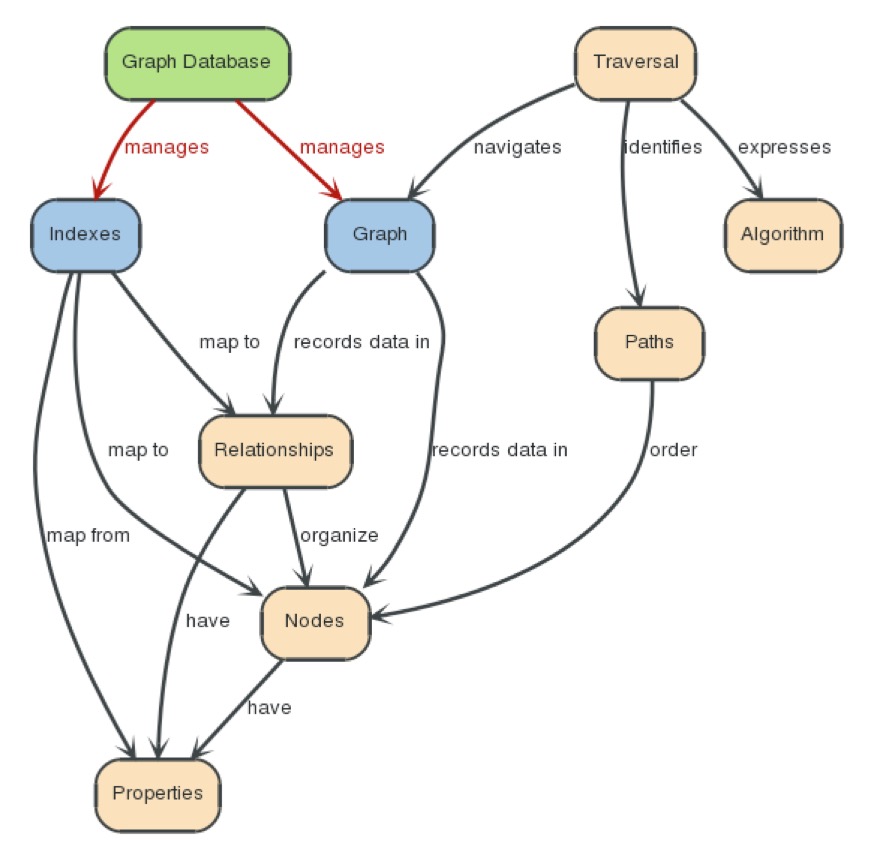 Graph Database
Traversal
manages
manages
navigates
identifies
expresses
Indexes
Graph
Algorithm
map to
records data in
Paths
map to
Relationships
records data in
order
map from
organize
have
Nodes
have
Properties